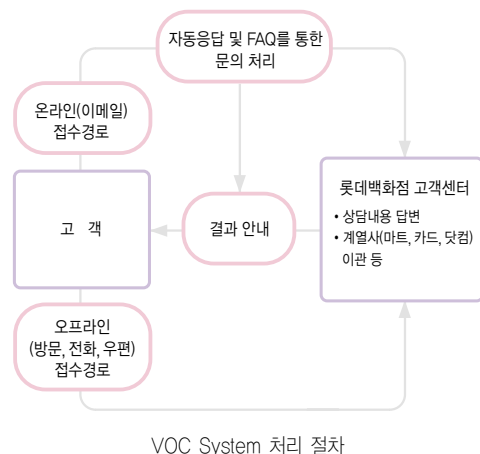 자동응답 및 FAQ를 통한
문의 처리
온라인(이메일)
접수경로
고 객
결과 안내
롯데백화점 고객센터
• 상담내용 답변
• 계열사(마트, 카드, 닷컴)
이관 등
오프라인
(방문, 전화, 우편)
접수경로
VOC System 처리 절차